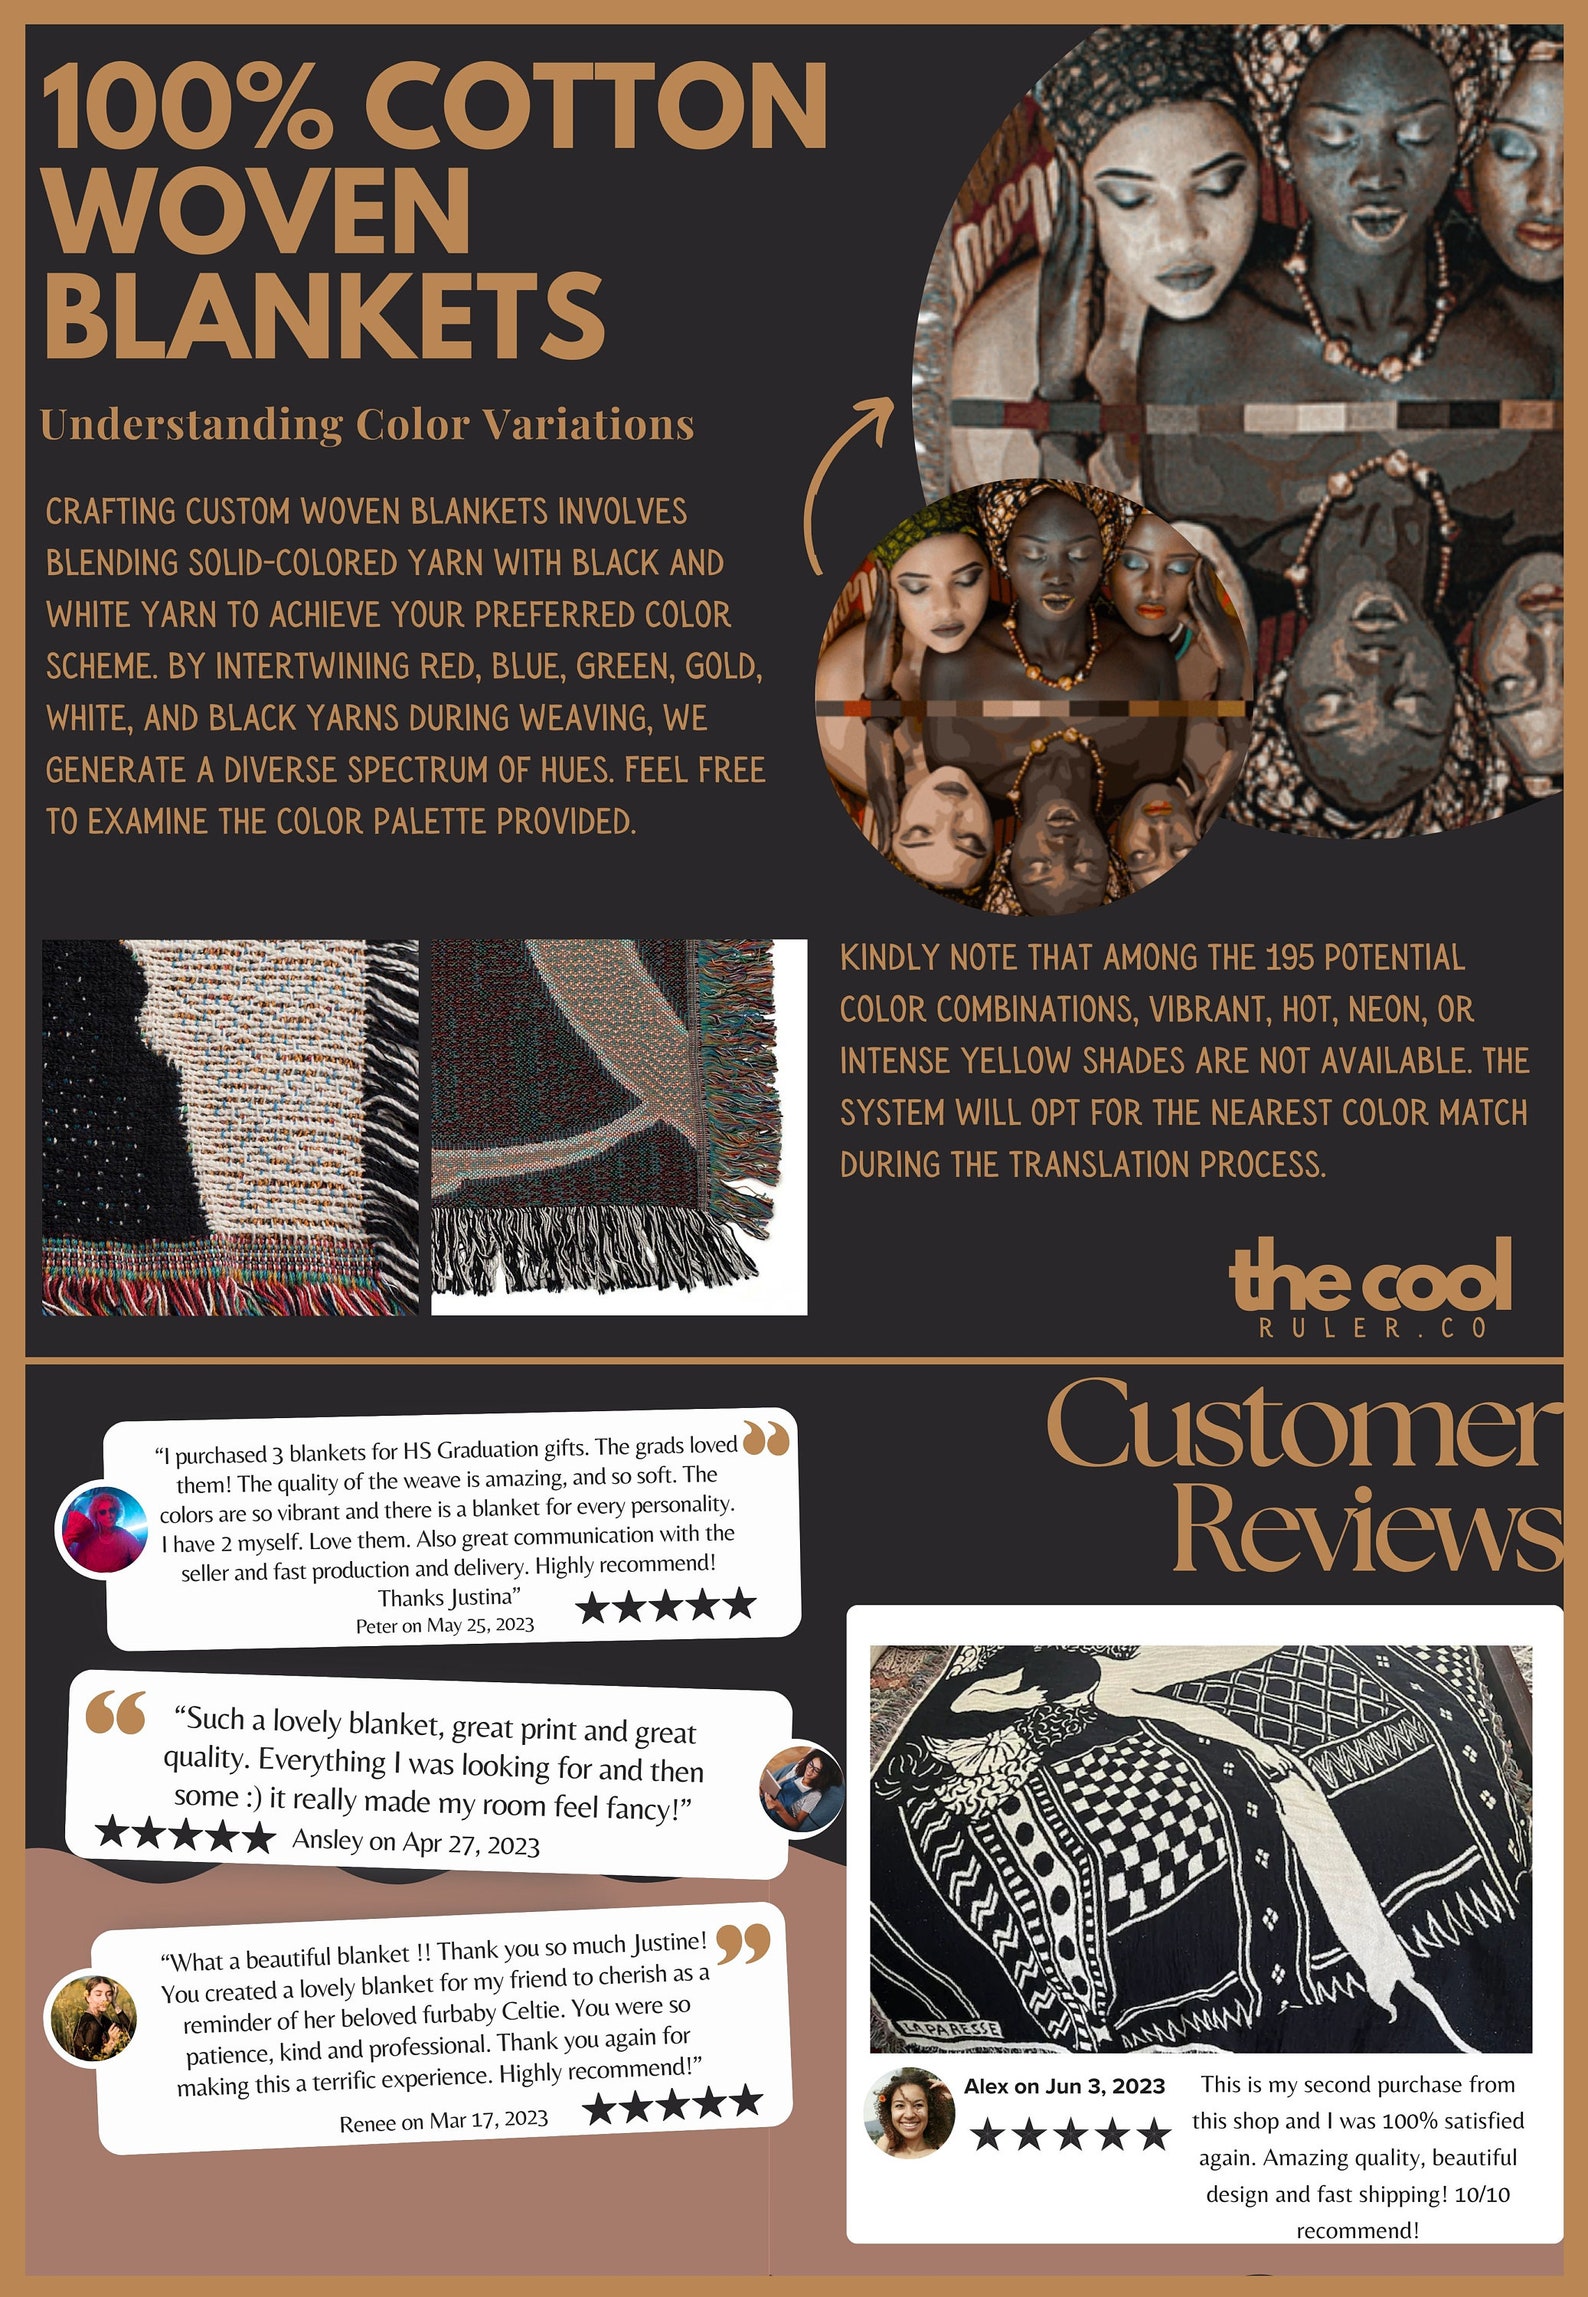 100% COTTON
WOVEN
BLANKETS
Understanding Color Variations
CRAFTING CUSTOM WOVEN BLANKETS INVOLVES
BLENDING SOLID-COLORED YARN WITH BLACK AND
WHITE YARN TO ACHIEVE YOUR PREFERRED COLOR
SCHEME. BY INTERTWINING RED, BLUE, GREEN, GOLD,
WHITE, AND BLACK YARNS DURING WEAVING, WE
GENERATE A DIVERSE SPECTRUM OF HUES. FEEL FREE
TO EXAMINE THE COLOR PALETTE PROVIDED.
KINDLY NOTE THAT AMONG THE 195 POTENTIAL
COLOR COMBINATIONS, VIBRANT, HOT, NEON, OR
INTENSE YELLOW SHADES ARE NOT AVAILABLE. THE
SYSTEM WILL OPT FOR THE NEAREST COLOR MATCH
DURING THE TRANSLATION PROCESS.
the cool
RULER.CO
Customer
Reviews
“I purchased 3 blankets for HS Graduation gifts. The grads loved
them! The quality of the weave is amazing, and so soft. The
colors are so vibrant and there is a blanket for every personality.
I have 2 myself. Love them. Also great communication with the
seller and fast production and delivery. Highly recommend!
Thanks Justina”
Peter on May 25, 2023
“Such a lovely blanket, great print and great
quality. Everything I was looking for and then
some :) it really made my room feel fancy!”
Ansley on Apr 27, 2023
“What a beautiful blanket !! Thank you so much Justine!
You created a lovely blanket for my friend to cherish as a
reminder of her beloved furbaby Celtie. You were so
patience, kind and professional. Thank you again for
making this a terrific experience. Highly recommend!”
Renee on Mar 17, 2023
LA PARESSE
Alex on Jun 3, 2023
This is my second purchase from
this shop and I was 100% satisfied
again. Amazing quality, beautiful
design and fast shipping! 10/10
recommend!